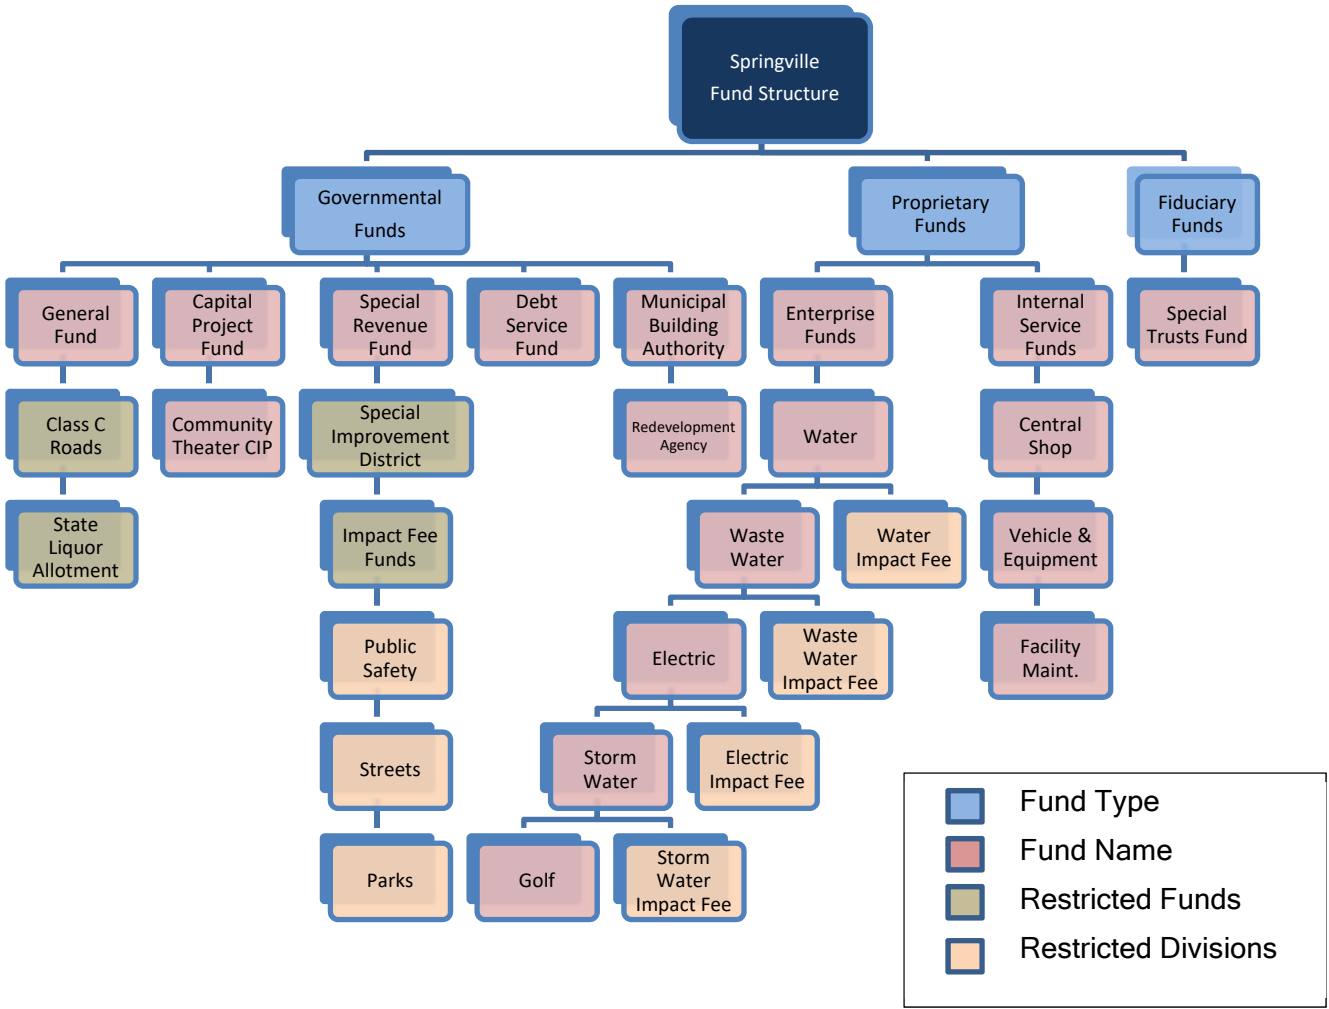 Springville
Fund Structure
Governmental
Funds
Proprietary
Funds
Fiduciary
Funds
General
Fund
Capital
Project
Fund
Special
Revenue
Fund
Debt
Service
Fund
Municipal
Building
Authority
Enterprise
Funds
Internal
Service
Funds
Special
Trusts Fund
Class C
Roads
Community
Theater CIP
Special
Improvement
District
Redevelopment
Agency
Water
Central
Shop
State
Liquor
Allotment
Impact Fee
Funds
Waste
Water
Water
Impact Fee
Vehicle &
Equipment
Public
Safety
Electric
Waste
Water
Impact Fee
Facility
Maint.
Streets
Storm
Water
Electric
Impact Fee
Parks
Golf
Storm
Water
Impact Fee
Fund Type
Fund Name
Restricted Funds
Restricted Divisions